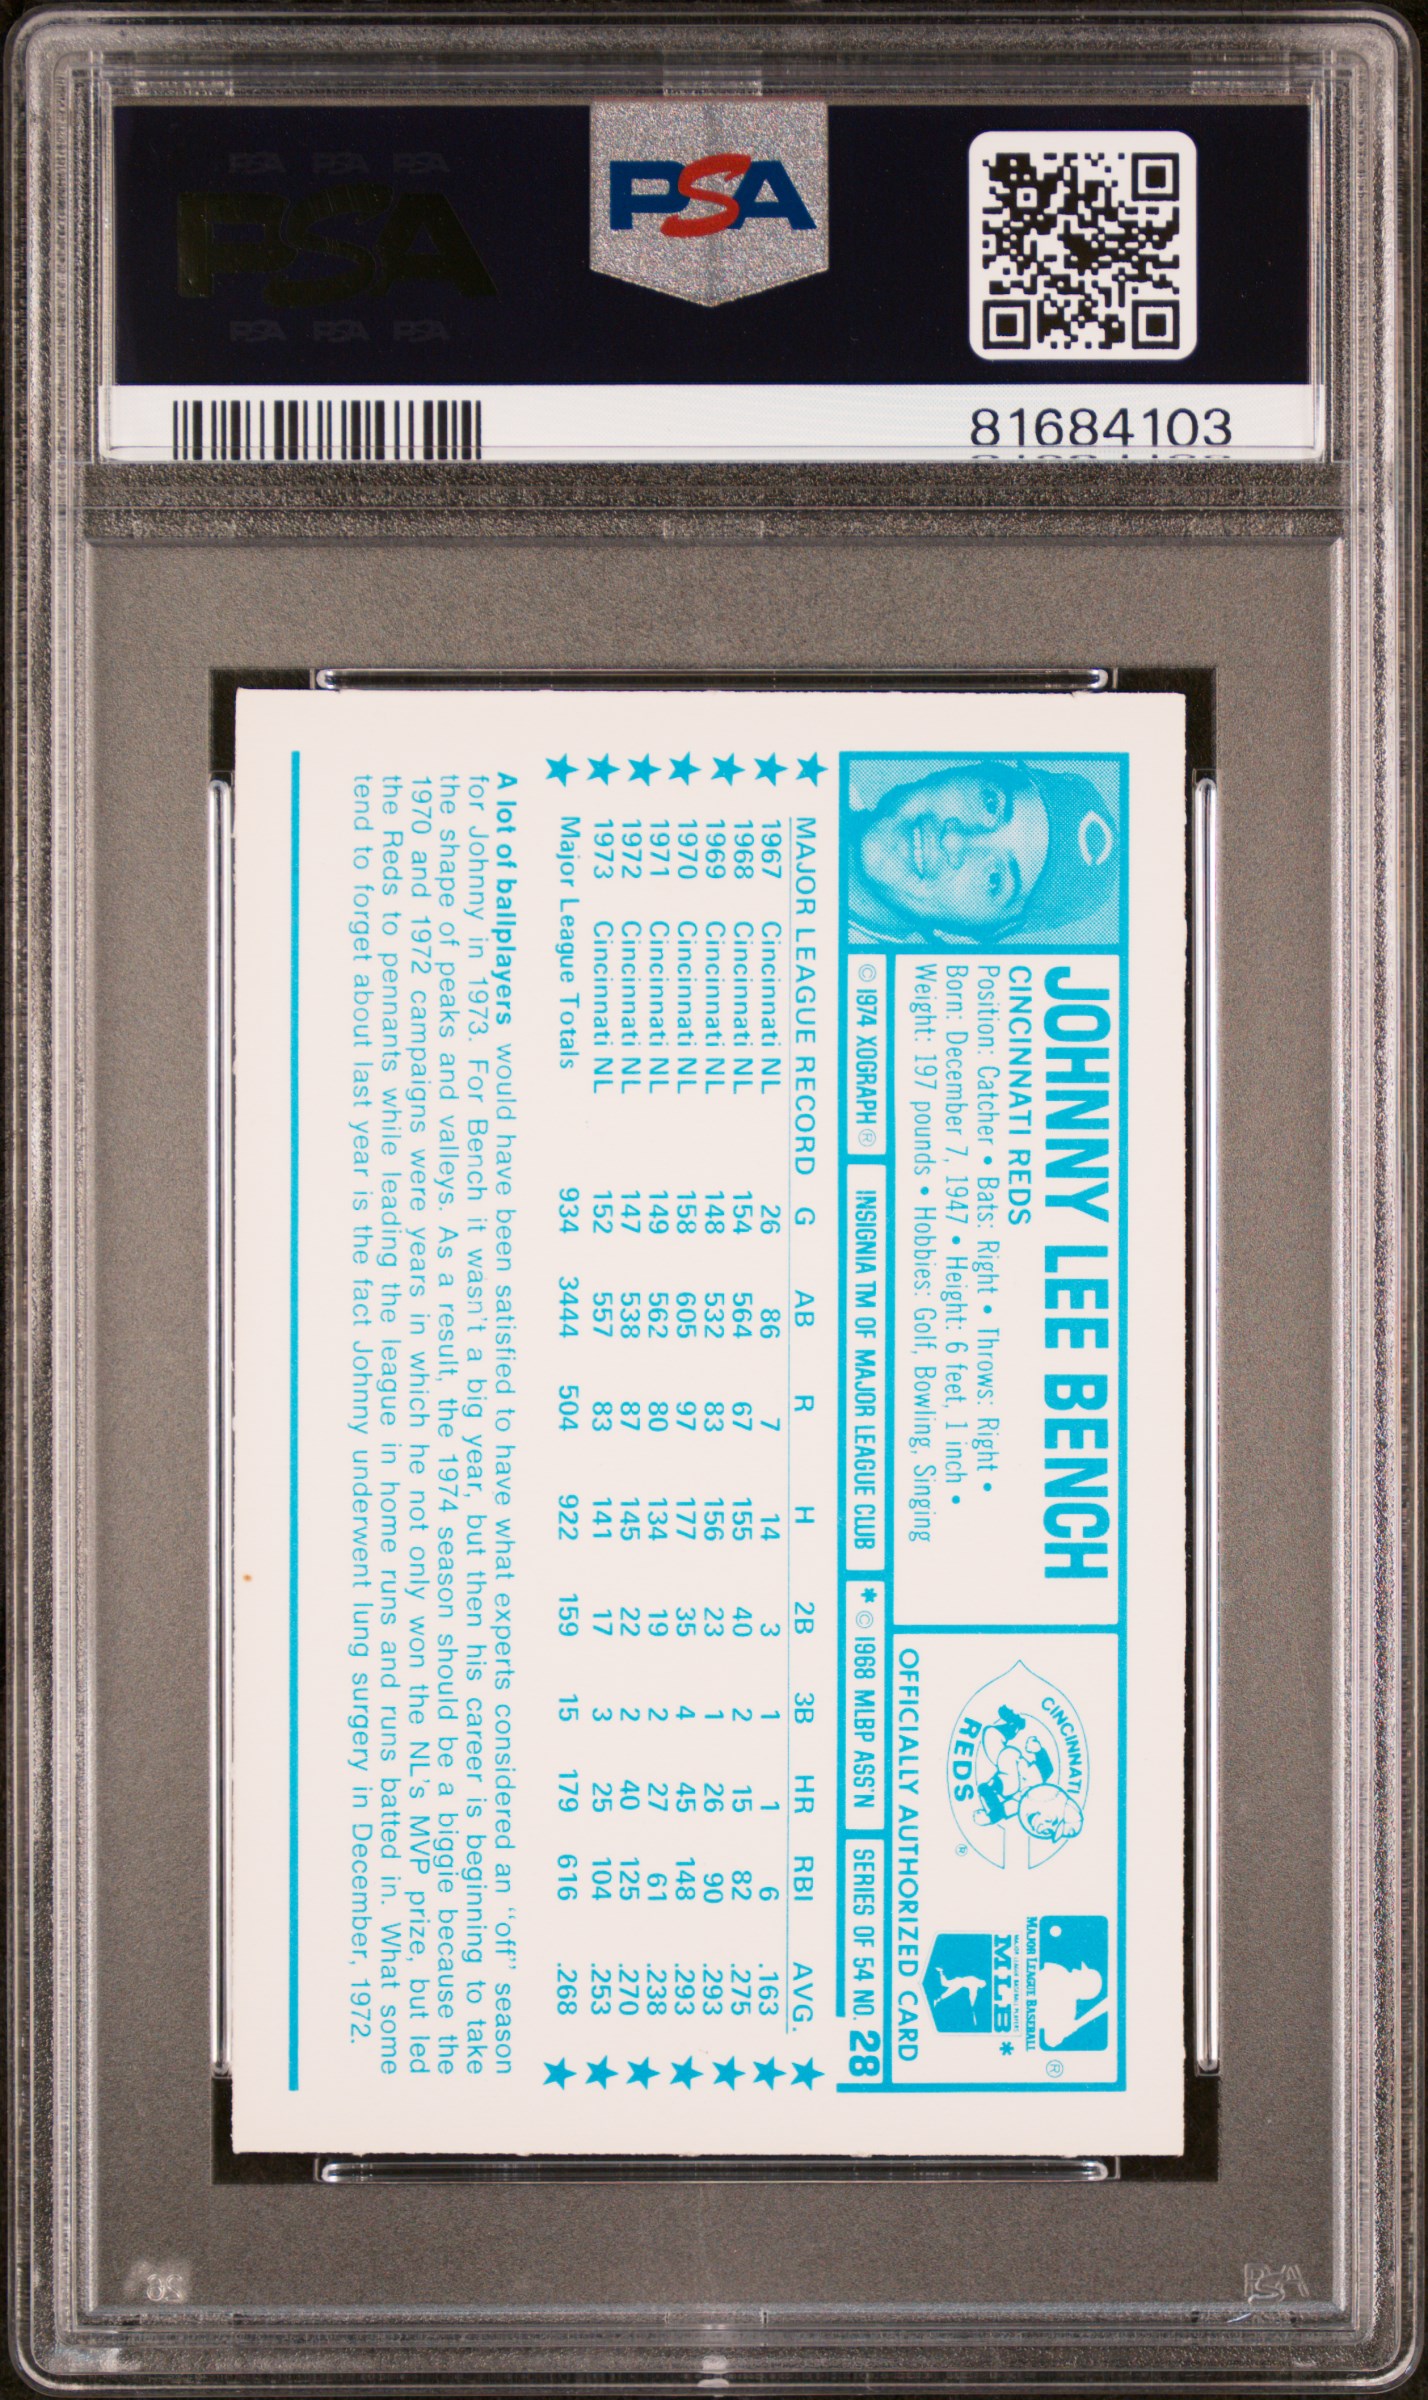 PSA PSA PSA
PSA
PSA PSA PSA
PSA
81684103
JOHNNY LEE BENCH
CINCINNATI REDS
Position: Catcher • Bats: Right • Throws: Right •
Born: December 7, 1947 • Height: 6 feet, 1 inch •
Weight: 197 pounds • Hobbies: Golf, Bowling, Singing
CINCINNATI
REDS
®
MAJOR LEAGUE BASEBALL
®
MLB *
OFFICIALLY AUTHORIZED CARD
© 1974 XOGRAPH ® INSIGNIA TM OF MAJOR LEAGUE CLUB * © 1968 MLBP ASS'N SERIES OF 54 NO. 28
★ MAJOR LEAGUE RECORD G AB R H 2B 3B HR RBI AVG. ★
★ 1967 Cincinnati NL 26 86 7 14 3 1 1 6 .163 ★
1968 Cincinnati NL 154 564 67 155 40 2 15 82 .275
★ 1969 Cincinnati NL 148 532 83 156 23 1 26 90 .293 ★
★ 1970 Cincinnati NL 158 605 97 177 35 4 45 148 .293 ★
1971 Cincinnati NL 149 562 80 134 19 2 27 61 .238
★ 1972 Cincinnati NL 147 538 87 145 22 2 40 125 .270 ★
★ 1973 Cincinnati NL 152 557 83 141 17 3 25 104 .253 ★
★ Major League Totals 934 3444 504 922 159 15 179 616 .268 ★
A lot of ballplayers would have been satisfied to have what experts considered an "off" season
for Johnny in 1973. For Bench it wasn't a big year, but then his career is beginning to take
the shape of peaks and valleys. As a result, the 1974 season should be a biggie because the
1970 and 1972 campaigns were years in which he not only won the NL's MVP prize, but led
the Reds to pennants while leading the league in home runs and runs batted in. What some
tend to forget about last year is the fact Johnny underwent lung surgery in December, 1972.
PSA